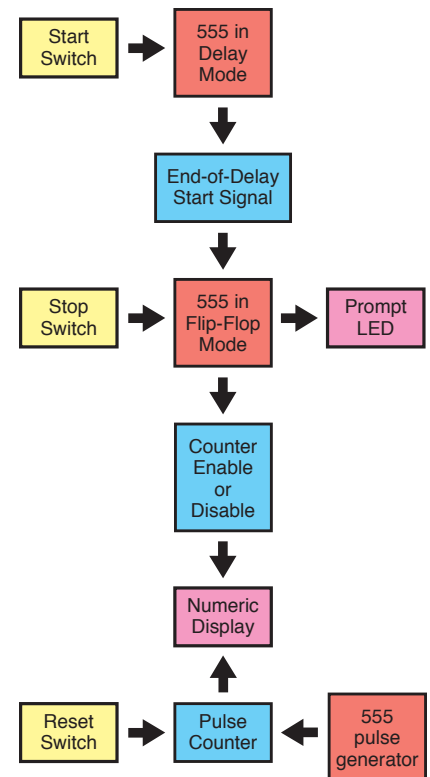 Start
Switch
555 in
Delay
Mode
End-of-Delay
Start Signal
Stop
Switch
555 in
Flip-Flop
Mode
Prompt
LED
Counter
Enable
or
Disable
Numeric
Display
Reset
Switch
Pulse
Counter
555
pulse
generator